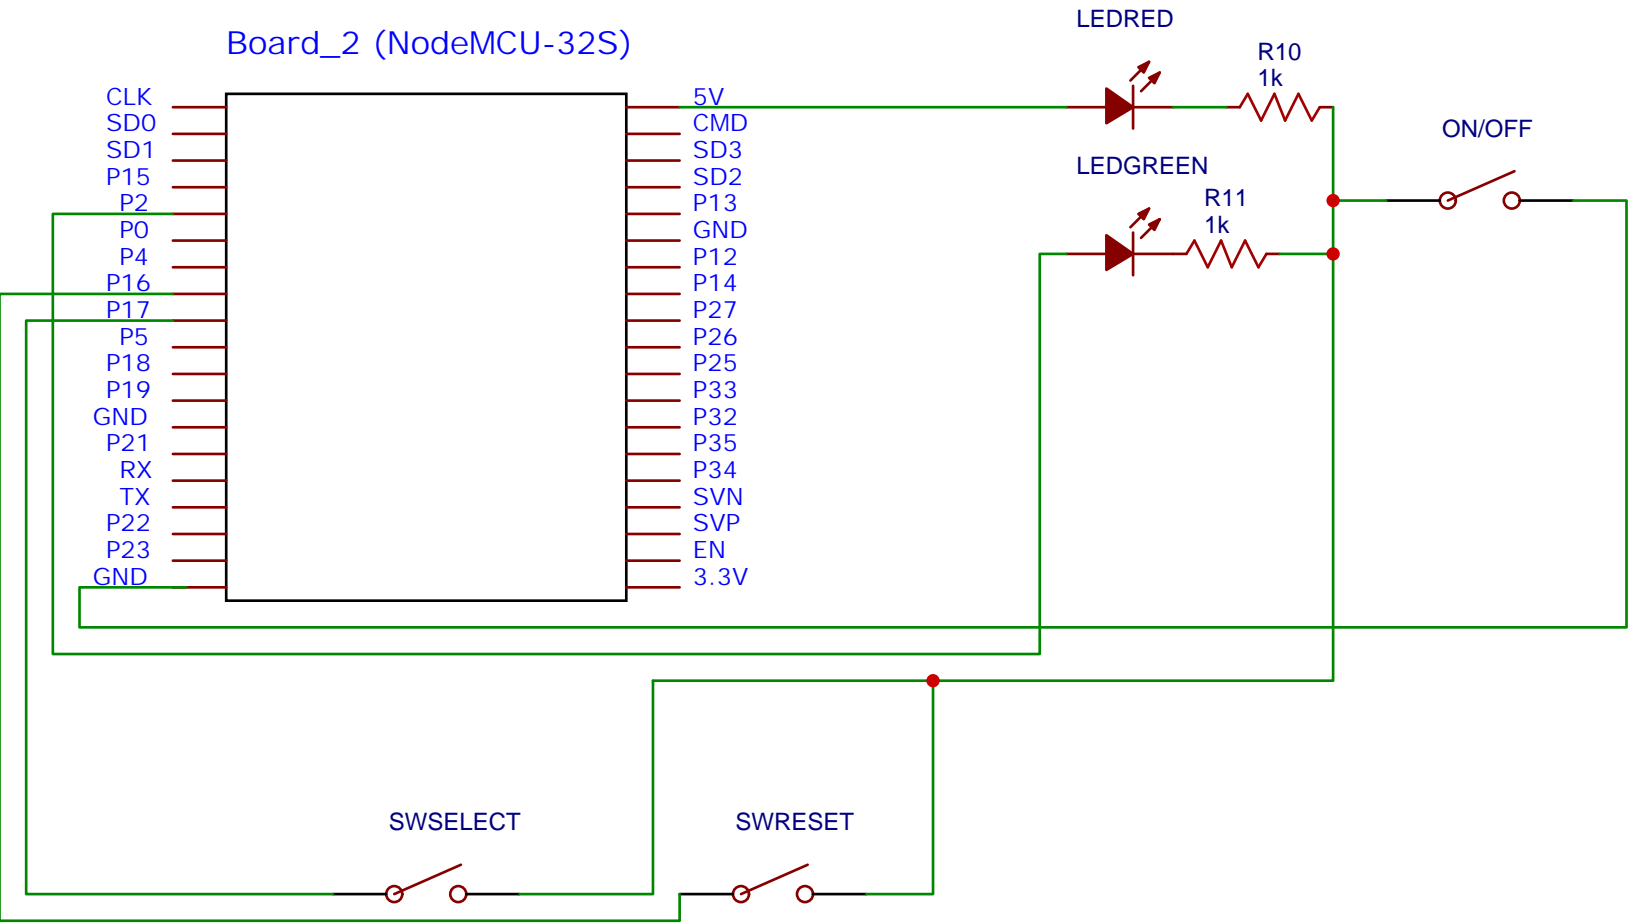 LEDRED
Board_2 (NodeMCU-32S)
R10
1k
CLK
SD0
SD1
P15
P2
P0
P4
P16
P17
P5
P18
P19
GND
P21
RX
TX
P22
P23
GND
5V
CMD
SD3
SD2
P13
GND
P12
P14
P27
P26
P25
P33
P32
P35
P34
SVN
SVP
EN
3.3V
ON/OFF
LEDGREEN
R11
1k
SWSELECT
SWRESET